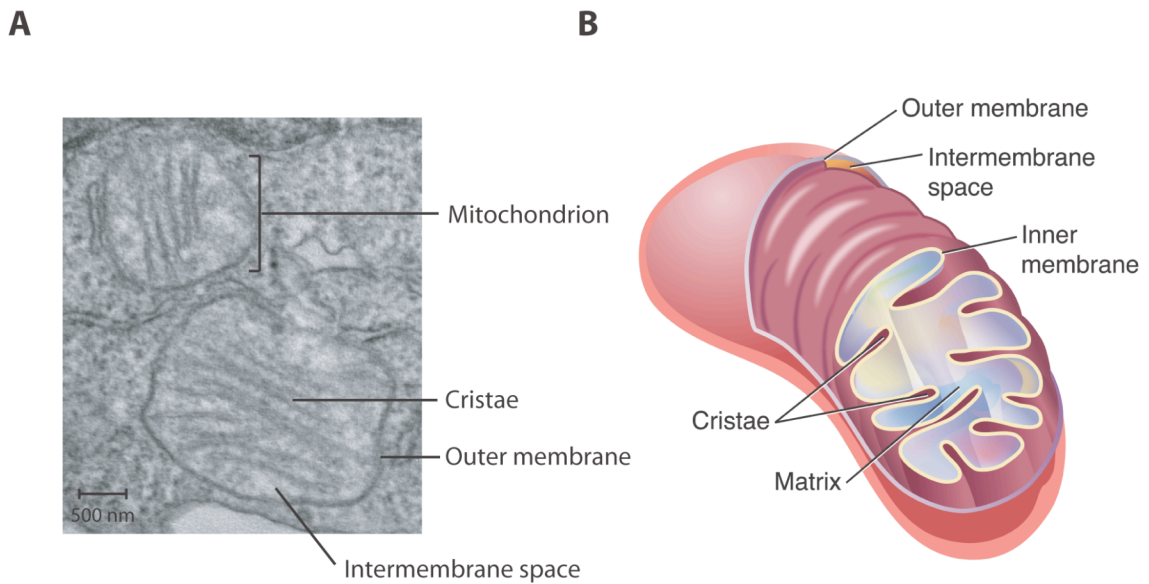 A
B
Outer membrane
Intermembrane
space
Inner
membrane
Mitochondrion
Cristae
Outer membrane
Cristae
Matrix
500 nm
Intermembrane space